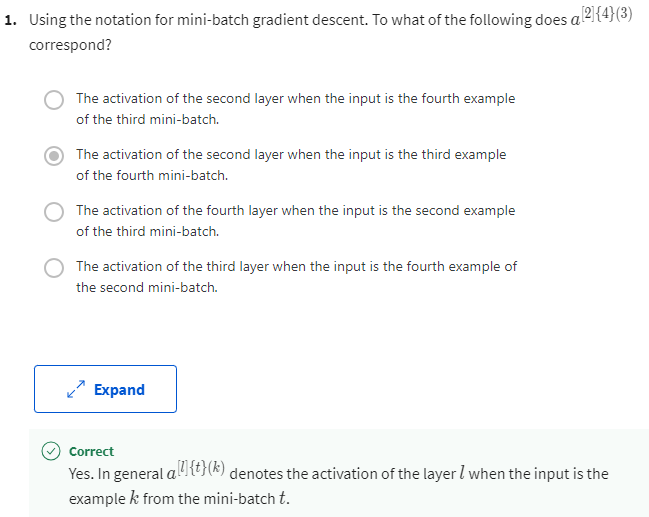 1. Using the notation for mini-batch gradient descent. To what of the following does a[2]{4}(3)
correspond?
The activation of the second layer when the input is the fourth example
of the third mini-batch.
The activation of the second layer when the input is the third example
of the fourth mini-batch.
The activation of the fourth layer when the input is the second example
of the third mini-batch.
The activation of the third layer when the input is the fourth example of
the second mini-batch.
Expand
Correct
Yes. In general a[l]{t}(k) denotes the activation of the layer l when the input is the
example k from the mini-batch t.